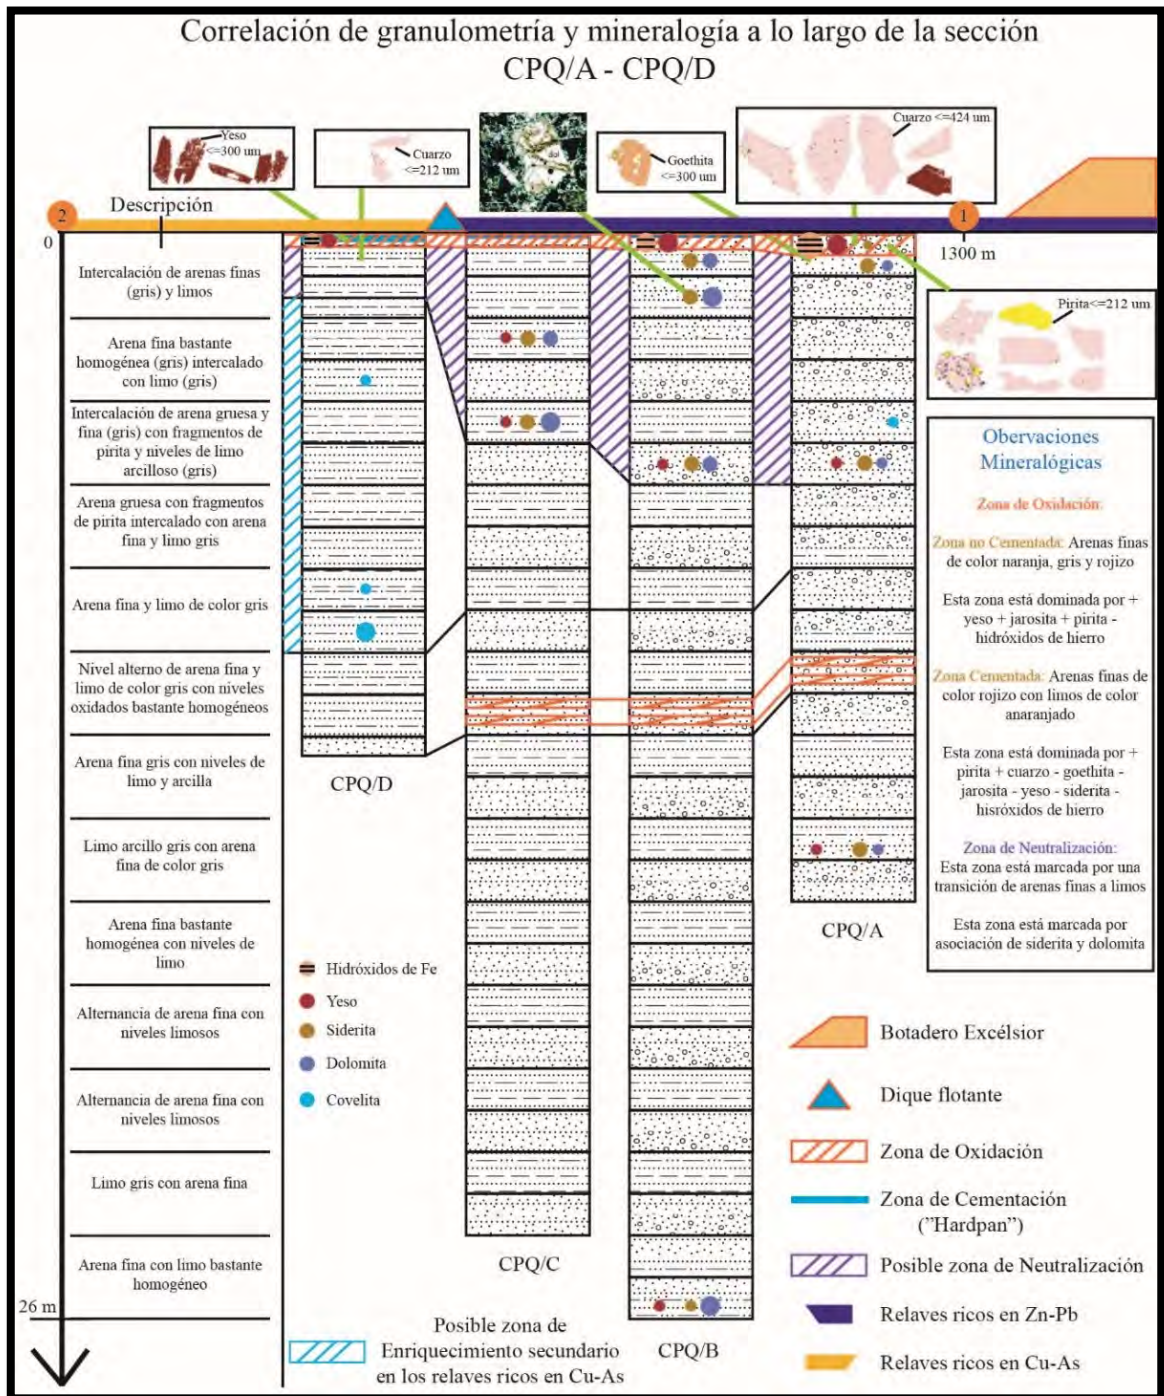 Correlación de granulometría y mineralogía a lo largo de la sección
CPQ/A - CPQ/D
Yeso
<=300 um
Cuarzo
<=212 um
dol
Goethita
<=300 um
Cuarzo <=424 um
2
Descripción
1
0
1300 m
Pirita<=212 um
Intercalación de arenas finas
(gris) y limos
Arena fina bastante
homogénea (gris) intercalado
con limo (gris)
Intercalación de arena gruesa y
fina (gris) con fragmentos de
pirita y niveles de limo
arcilloso (gris)
Arena gruesa con fragmentos
de pirita intercalado con arena
fina y limo gris
Arena fina y limo de color gris
Nivel alterno de arena fina y
limo de color gris con niveles
oxidados bastante homogéneos
Arena fina gris con niveles de
limo y arcilla
Limo arcillo gris con arena
fina de color gris
Arena fina bastante
homogénea con niveles de
limo
Alternancia de arena fina con
niveles limosos
Alternancia de arena fina con
niveles limosos
Limo gris con arena fina
Arena fina con limo bastante
homogéneo
26 m
CPQ/D
CPQ/C
CPQ/B
CPQ/A
Obervaciones
Mineralógicas
Zona de Oxidación:
Zona no Cementada: Arenas finas
de color naranja, gris y rojizo
Esta zona está dominada por +
yeso + jarosita + pirita -
hidróxidos de hierro
Zona Cementada: Arenas finas de
color rojizo con limos de color
anaranjado
Esta zona está dominada por +
pirita + cuarzo - goethita -
jarosita - yeso - siderita -
hisróxidos de hierro
Zona de Neutralización:
Esta zona está marcada por una
transición de arenas finas a limos
Esta zona está marcada por
asociación de siderita y dolomita
Hidróxidos de Fe
Yeso
Siderita
Dolomita
Covelita
Botadero Excélsior
Dique flotante
Zona de Oxidación
Zona de Cementación
("Hardpan")
Posible zona de Neutralización
Relaves ricos en Zn-Pb
Relaves ricos en Cu-As
Posible zona de
Enriquecimiento secundario
en los relaves ricos en Cu-As